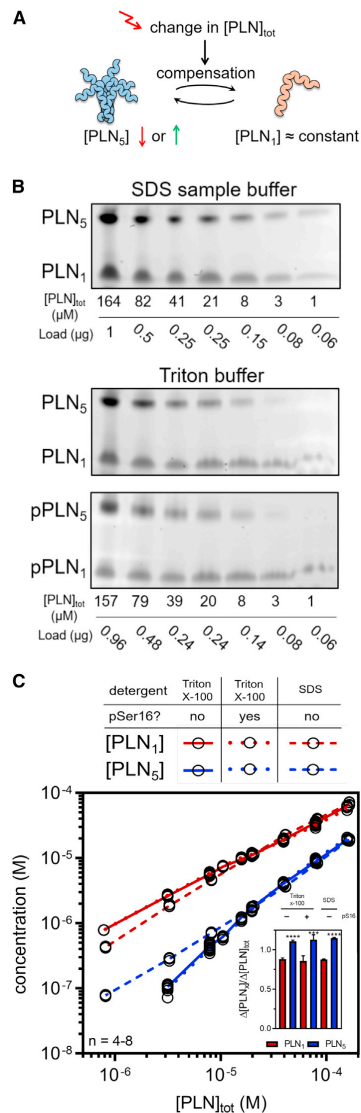 A
change in [PLN]tot
compensation
[PLN5] ↓ or ↑
[PLN1] ≈ constant
B
SDS sample buffer
PLN5
PLN1
[PLN]tot (μM) 164 82 41 21 8 3 1
Load (μg) 1 0.5 0.25 0.25 0.15 0.08 0.06
Triton buffer
PLN5
PLN1
pPLN5
pPLN1
[PLN]tot (μM) 157 79 39 20 8 3 1
Load (μg) 0.96 0.48 0.24 0.24 0.14 0.08 0.06
C
detergent Triton X-100 Triton X-100 SDS
pSer16? no yes no
[PLN1]
[PLN5]
concentration (M)
10-4
10-5
10-6
10-7
10-8
n = 4-8
10-6 10-5 10-4
[PLN]tot (M)
Triton x-100 SDS
− + − pS16
**** *** ****
Δ[PLNx]/Δ[PLN]tot
1.0
0.5
0.0
PLN1 PLN5